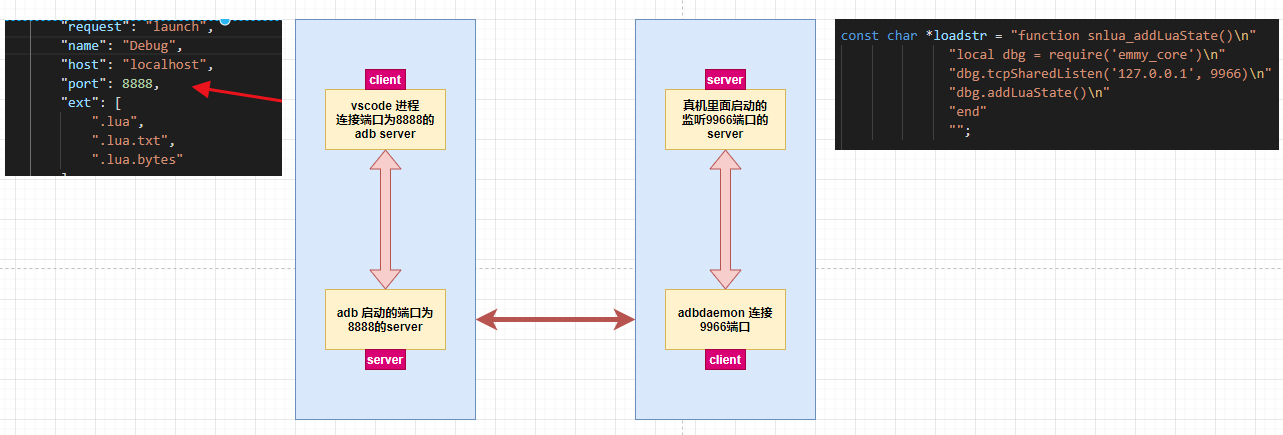 "request": "launch",
"name": "Debug",
"host": "localhost",
"port": 8888,
"ext": [
".lua",
".lua.txt",
".lua.bytes"
client
vscode 进程
连接端口为8888的
adb server
adb 启动的端口为
8888的server
server
server
真机里面启动的
监听9966端口的
server
adbdaemon 连接
9966端口
client
const char *loadstr = "function snlua_addLuaState()\n"
"local dbg = require('emmy_core')\n"
"dbg.tcpSharedListen('127.0.0.1', 9966)\n"
"dbg.addLuaState()\n"
"end"
"";